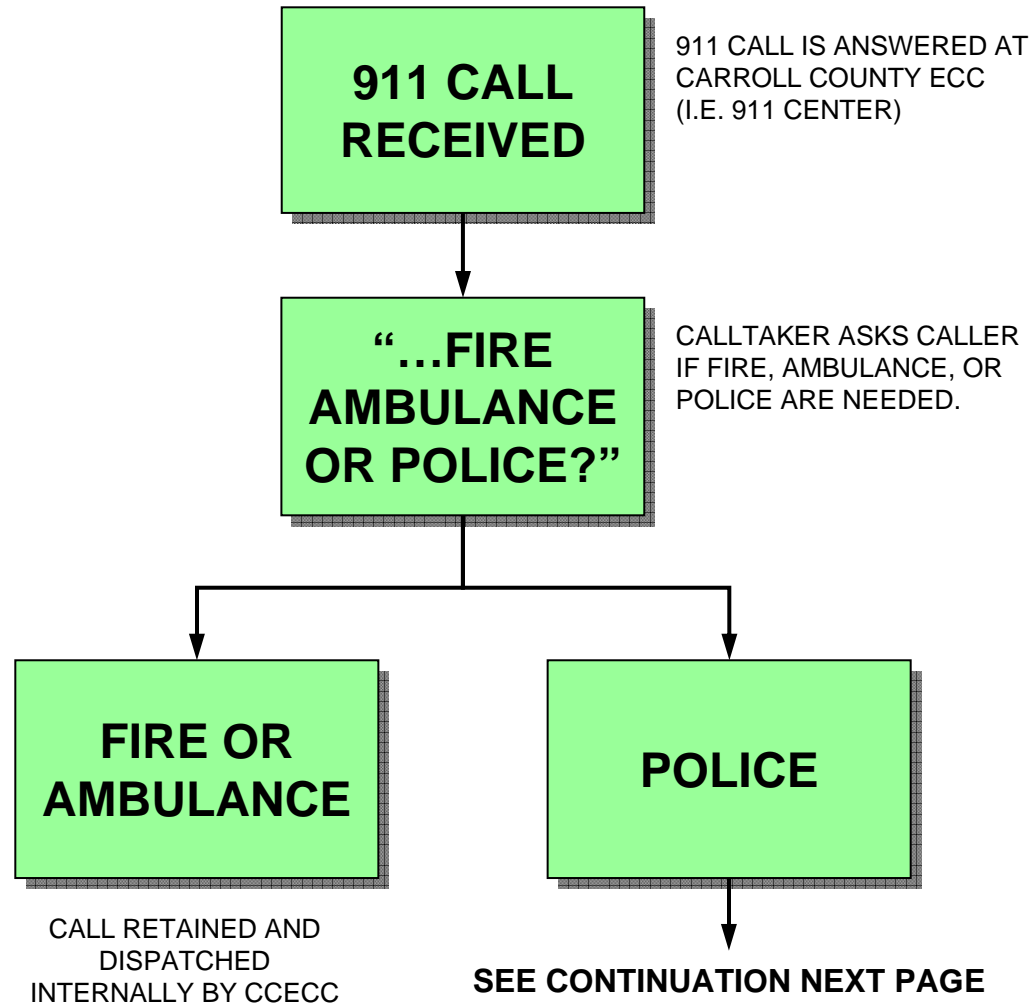 911 CALL
RECEIVED
911 CALL IS ANSWERED AT
CARROLL COUNTY ECC
(I.E. 911 CENTER)
“…FIRE
AMBULANCE
OR POLICE?”
CALLTAKER ASKS CALLER
IF FIRE, AMBULANCE, OR
POLICE ARE NEEDED.
FIRE OR
AMBULANCE
CALL RETAINED AND
DISPATCHED
INTERNALLY BY CCECC
POLICE
SEE CONTINUATION NEXT PAGE